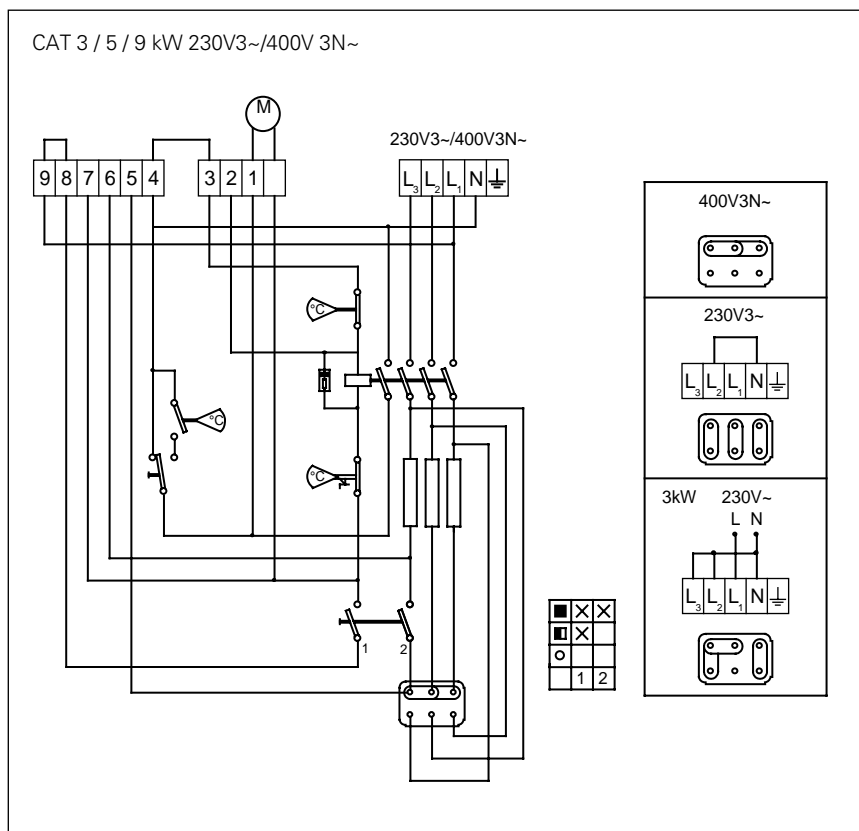 CAT 3 / 5 / 9 kW 230V3~/400V 3N~
M
230V3~/400V3N~
9 8 7 6 5 4 3 2 1
L3 L2 L1 N
400V3N~
°C
230V3~
L3 L2 L1 N
°C
°C
3kW 230V~
L N
L3 L2 L1 N
1 2
1 2